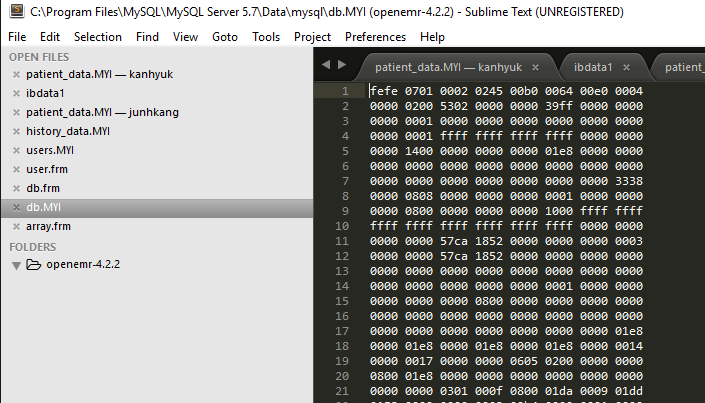 C:\Program Files\MySQL\MySQL Server 5.7\Data\mysql\db.MYI (openemr-4.2.2) - Sublime Text (UNREGISTERED)
File Edit Selection Find View Goto Tools Project Preferences Help
OPEN FILES
patient_data.MYI — kanhyuk
ibdata1
patient_data.MYI — junhkang
history_data.MYI
users.MYI
user.frm
db.frm
db.MYI
array.frm
FOLDERS
openemr-4.2.2
patient_data.MYI — kanhyuk ibdata1 patient_
1 fefe 0701 0002 0245 00b0 0064 00e0 0004
2 0000 0200 5302 0000 0000 39ff 0000 0000
3 0000 0001 0000 0000 0000 0000 0000 0000
4 0000 0001 ffff ffff ffff ffff 0000 0000
5 0000 1400 0000 0000 0000 01e8 0000 0000
6 0000 0000 0000 0000 0000 0000 0000 0000
7 0000 0000 0000 0000 0000 0000 0000 3338
8 0000 0808 0000 0000 0000 0001 0000 0000
9 0000 0800 0000 0000 0000 1000 ffff ffff
10 ffff ffff ffff ffff ffff ffff 0000 0000
11 0000 0000 57ca 1852 0000 0000 0000 0003
12 0000 0000 57ca 1852 0000 0000 0000 0000
13 0000 0000 0000 0000 0000 0000 0000 0000
14 0000 0000 0000 0000 0000 0001 0000 0000
15 0000 0000 0000 0800 0000 0000 0000 0000
16 0000 0000 0000 0000 0000 0000 0000 0000
17 0000 0000 0000 0000 0000 0000 0000 01e8
18 0000 01e8 0000 01e8 0000 01e8 0000 0014
19 0000 0017 0000 0000 0605 0200 0000 0000
20 0800 01e8 0000 0000 0000 0000 0000 0000
21 0000 0000 0301 000f 0800 01da 0009 01dd